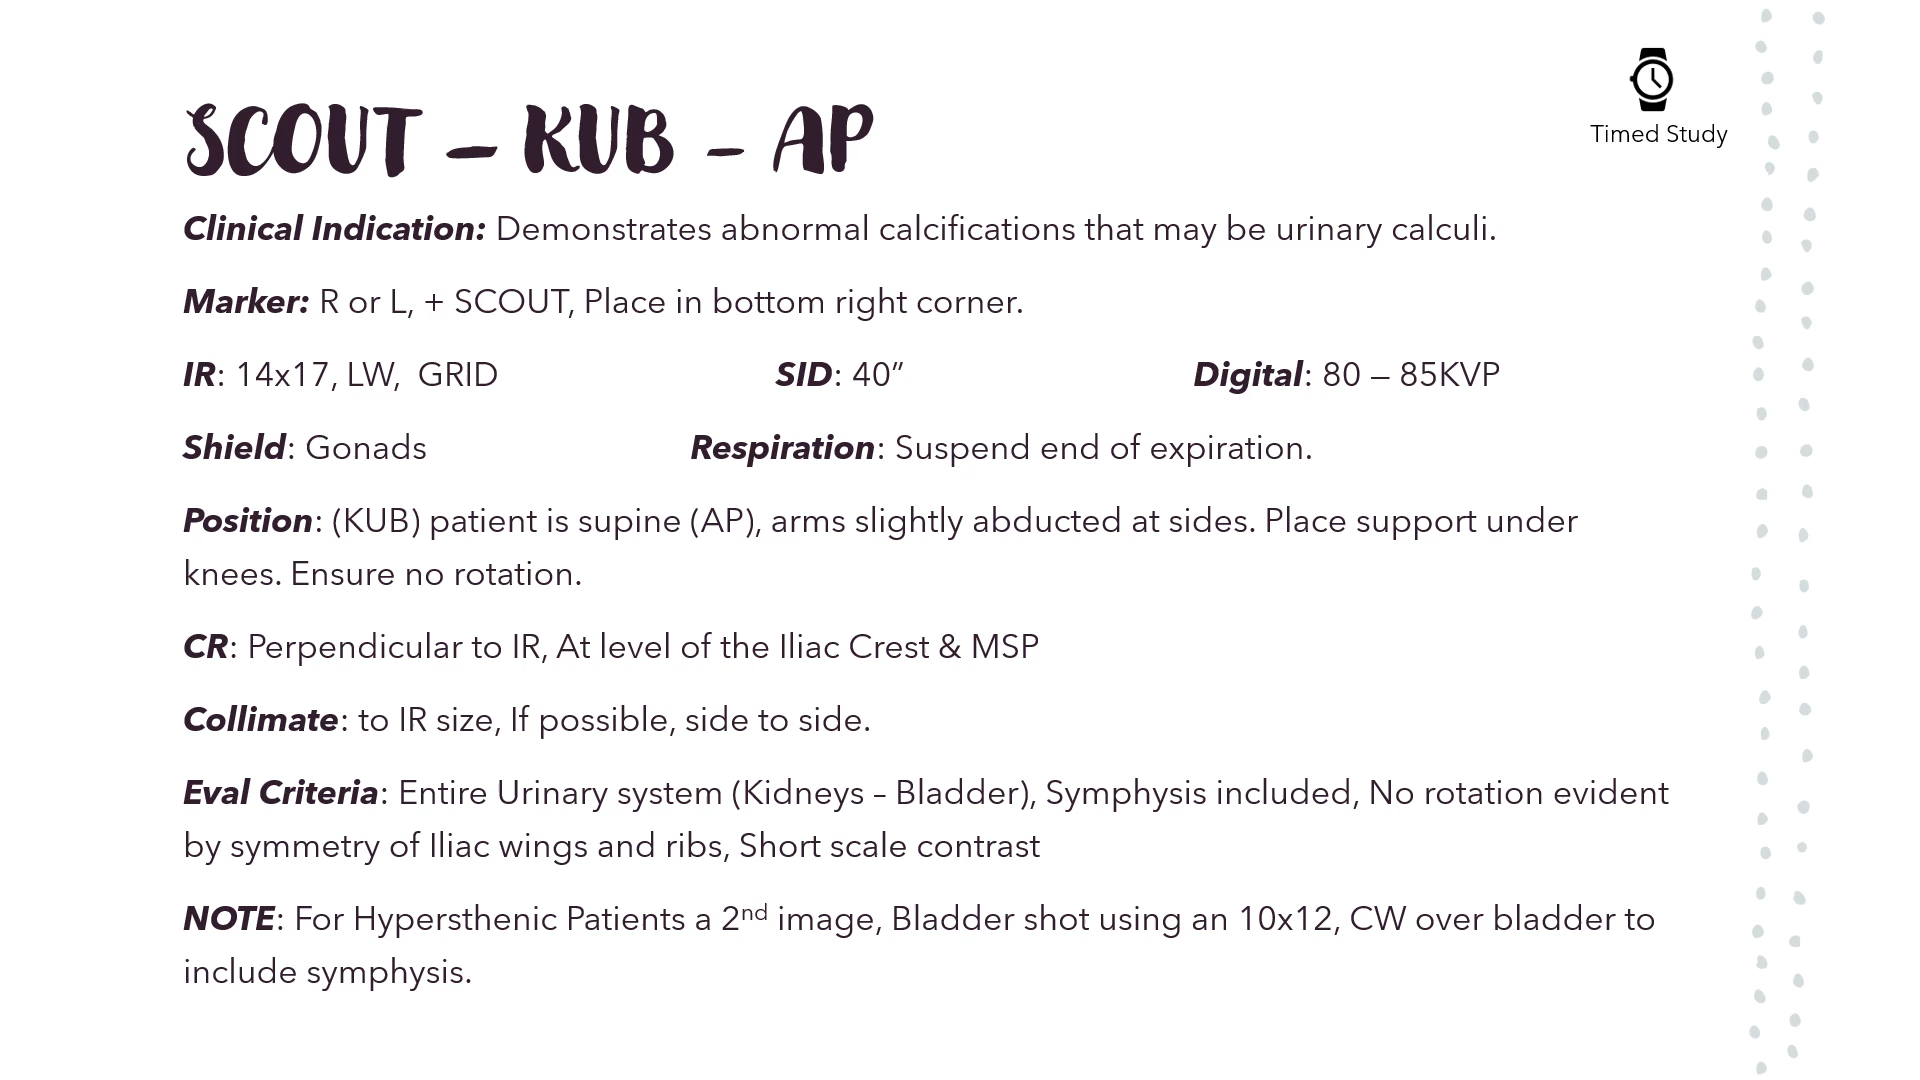 Timed Study
SCOUT – KUB – AP
Clinical Indication: Demonstrates abnormal calcifications that may be urinary calculi.
Marker: R or L, + SCOUT, Place in bottom right corner.
IR: 14x17, LW, GRID SID: 40” Digital: 80 – 85KVP
Shield: Gonads Respiration: Suspend end of expiration.
Position: (KUB) patient is supine (AP), arms slightly abducted at sides. Place support under
knees. Ensure no rotation.
CR: Perpendicular to IR, At level of the Iliac Crest & MSP
Collimate: to IR size, If possible, side to side.
Eval Criteria: Entire Urinary system (Kidneys – Bladder), Symphysis included, No rotation evident
by symmetry of Iliac wings and ribs, Short scale contrast
NOTE: For Hypersthenic Patients a 2nd image, Bladder shot using an 10x12, CW over bladder to
include symphysis.